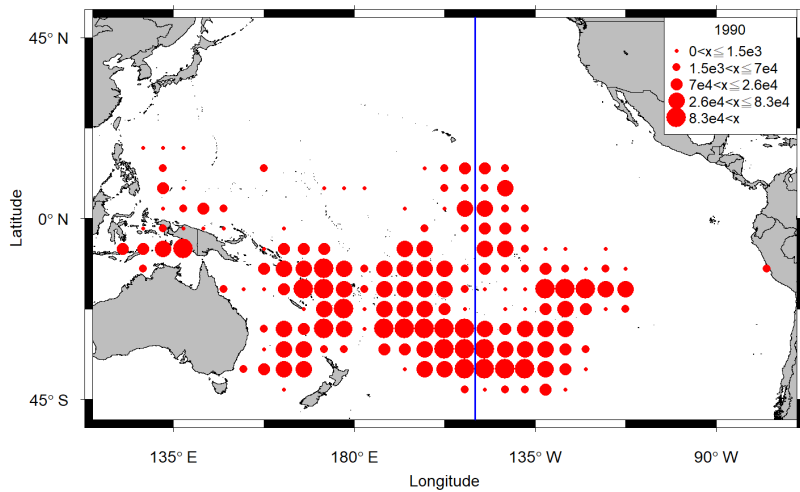 1990
0<x≦1.5e3
1.5e3<x≦7e4
7e4<x≦2.6e4
2.6e4<x≦8.3e4
8.3e4<x
45° N
0° N
45° S
Latitude
135° E
180° E
135° W
90° W
Longitude